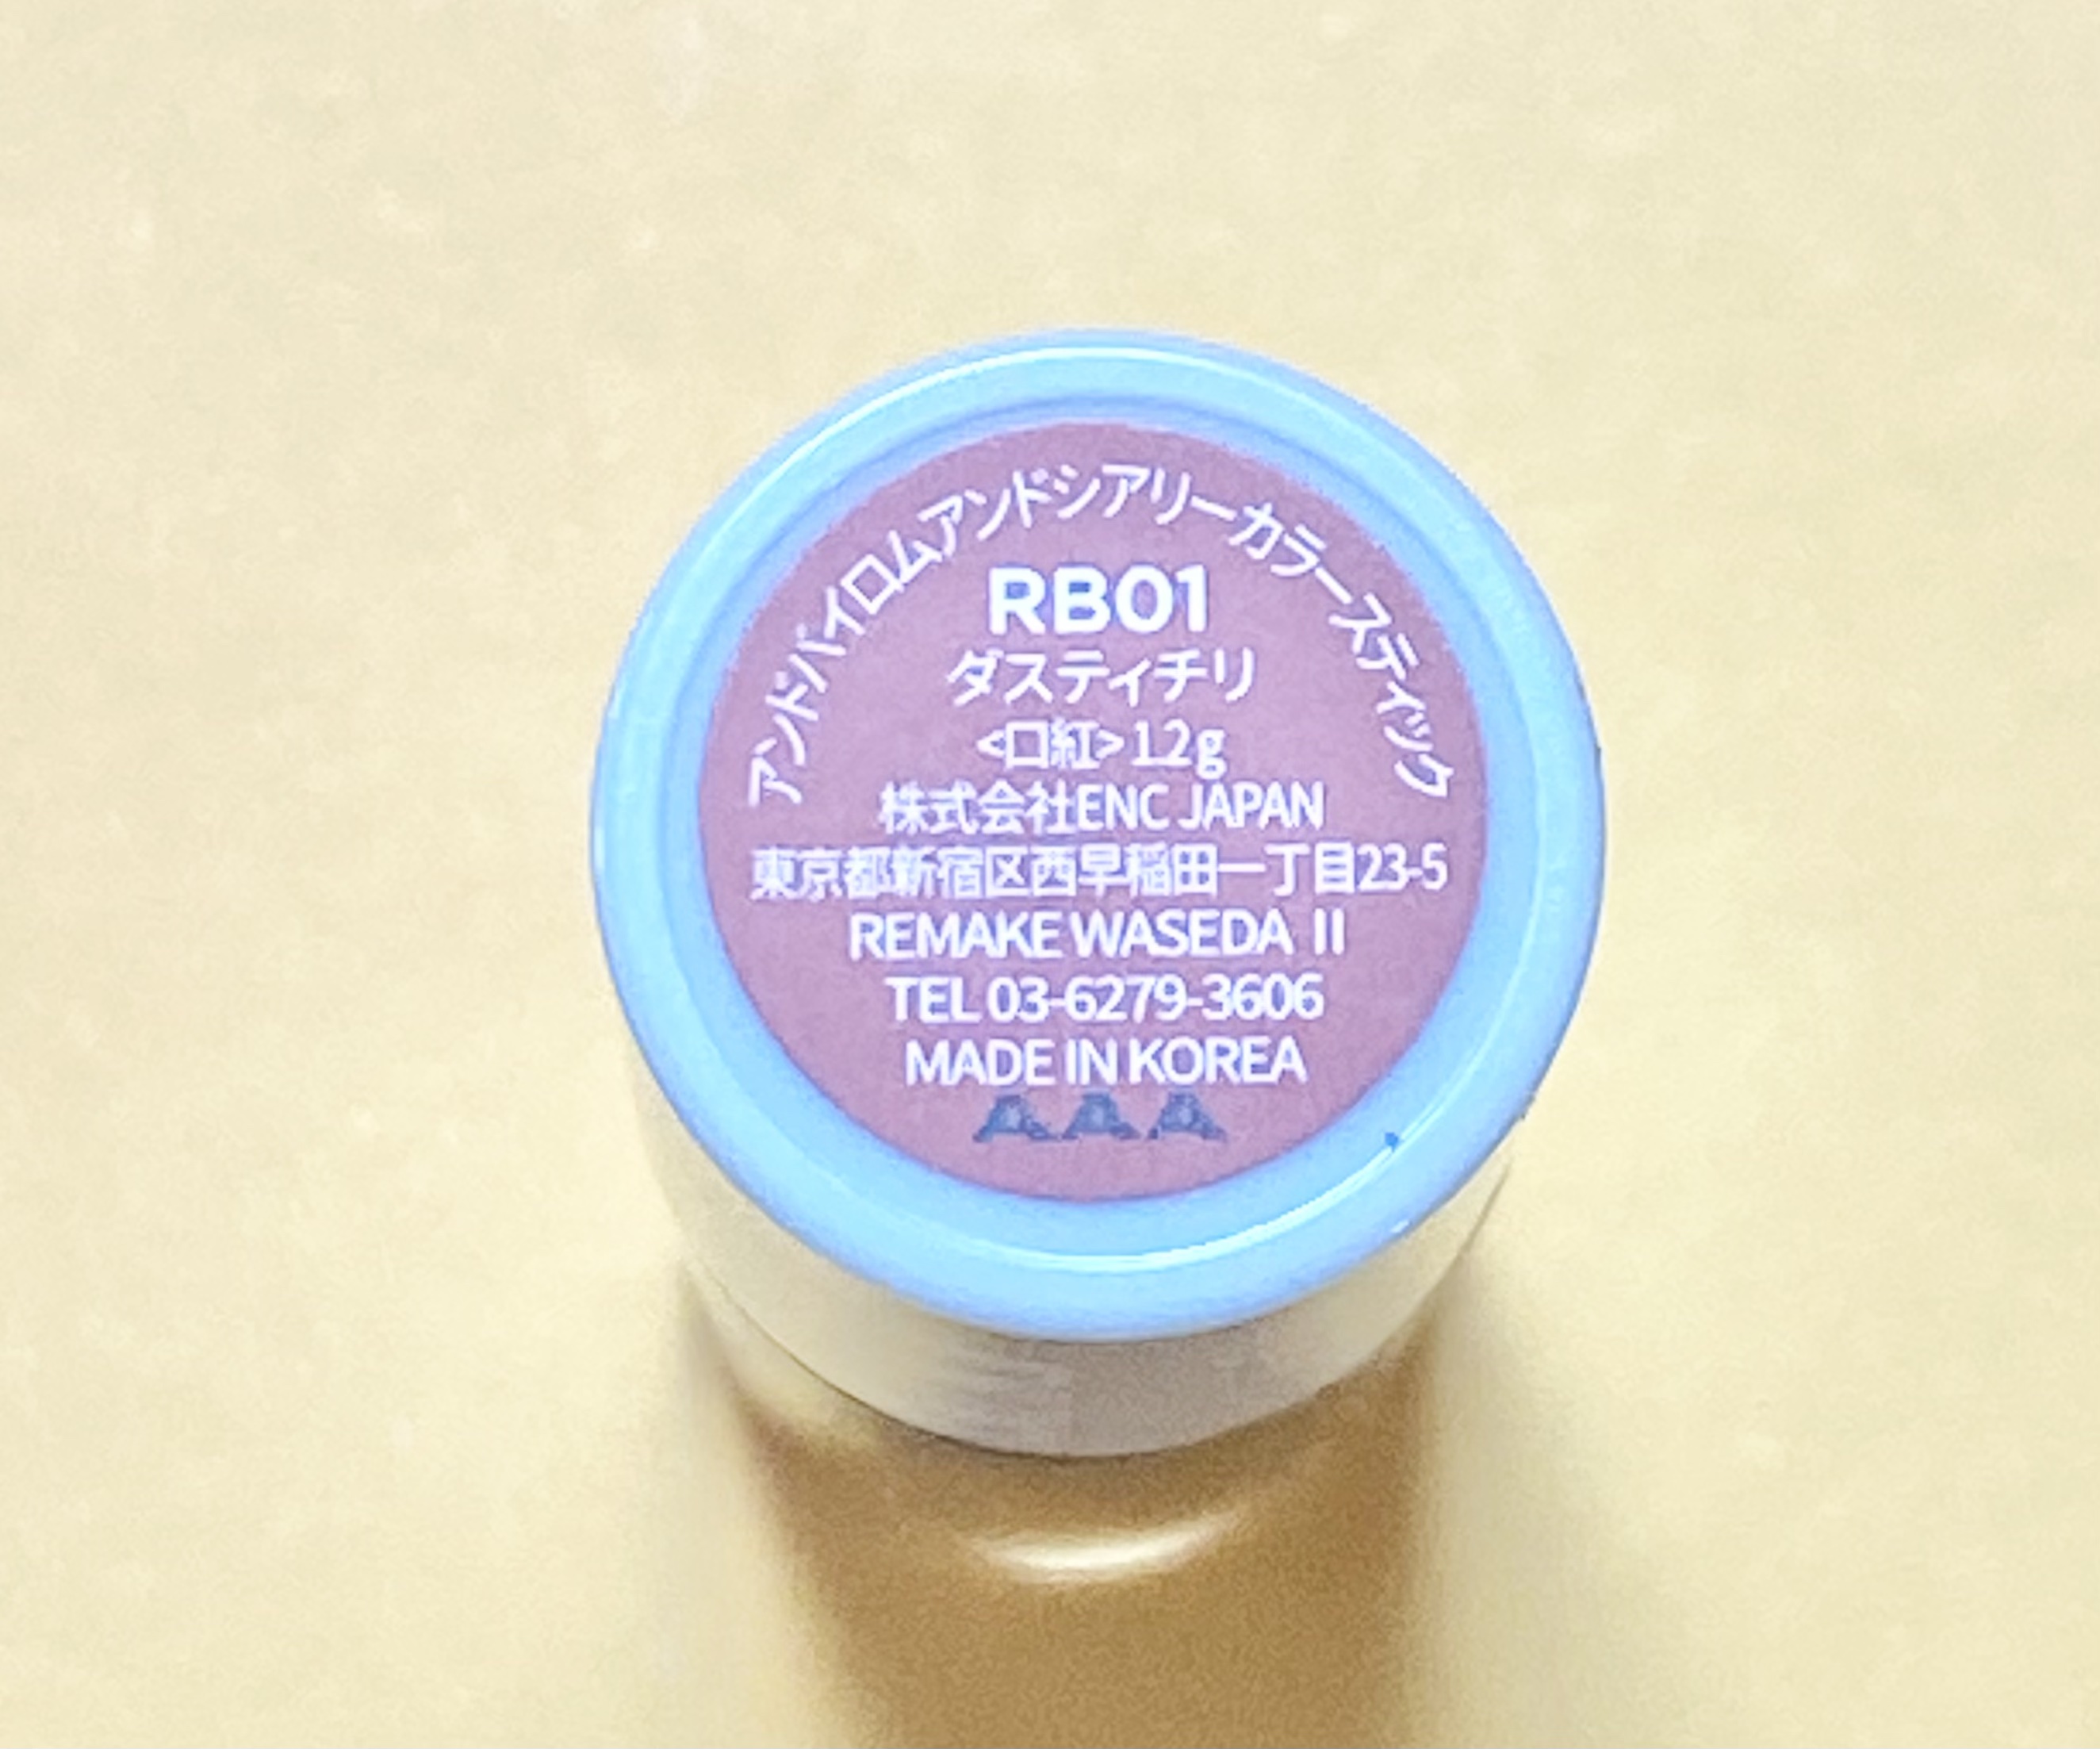 アンドバイロムアンドシアリーカラースティック
RB01
ダスティチリ
<口紅> 12g
株式会社ENC JAPAN
東京都新宿区西早稲田一丁目23-5
REMAKE WASEDA II
TEL 03-6279-3606
MADE IN KOREA
AAA